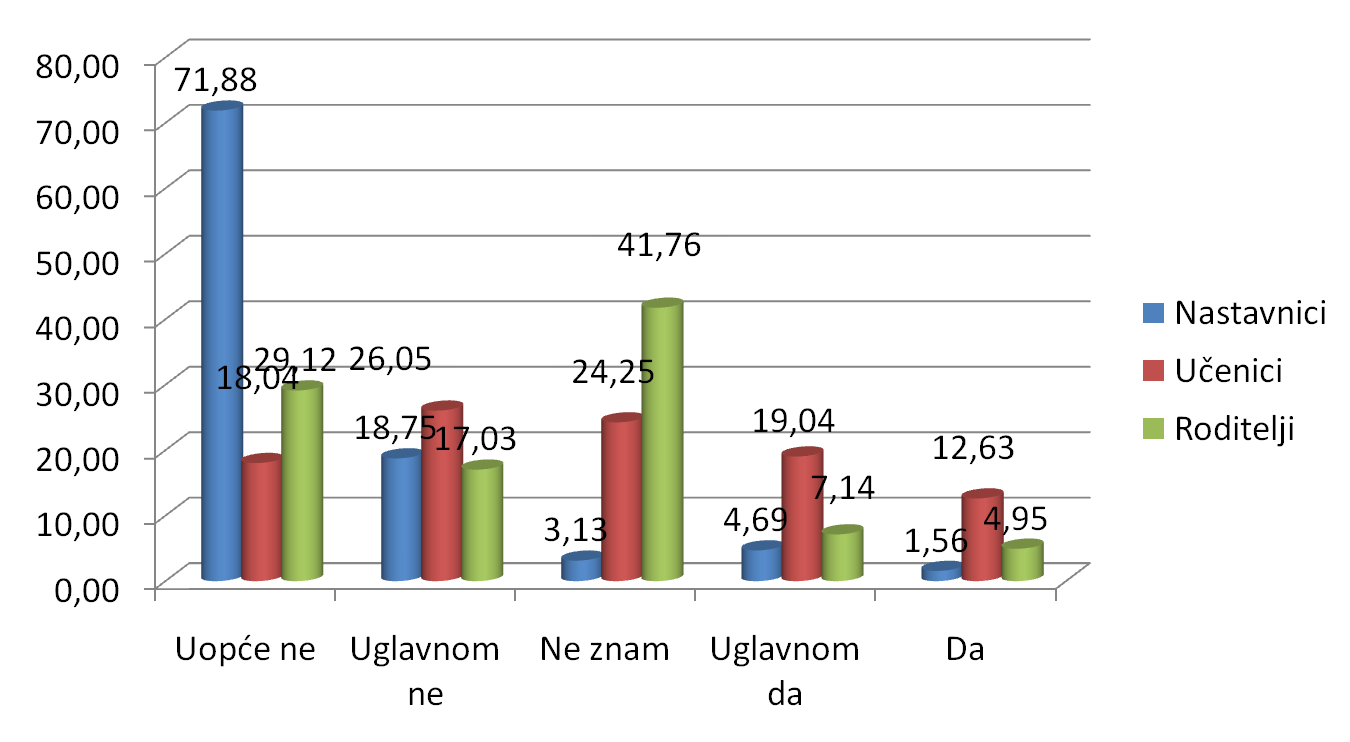 80,00
70,00
60,00
50,00
40,00
30,00
20,00
10,00
0,00
71,88
18,04
29,12
18,75
26,05
17,03
3,13
24,25
41,76
4,69
19,04
7,14
1,56
12,63
4,95
Uopće ne
Uglavnom
ne
Ne znam
Uglavnom
da
Da
Nastavnici
Učenici
Roditelji